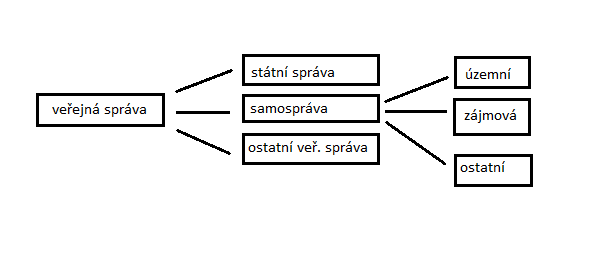 veřejná správa
státní správa
samospráva
ostatní veř. správa
územní
zájmová
ostatní